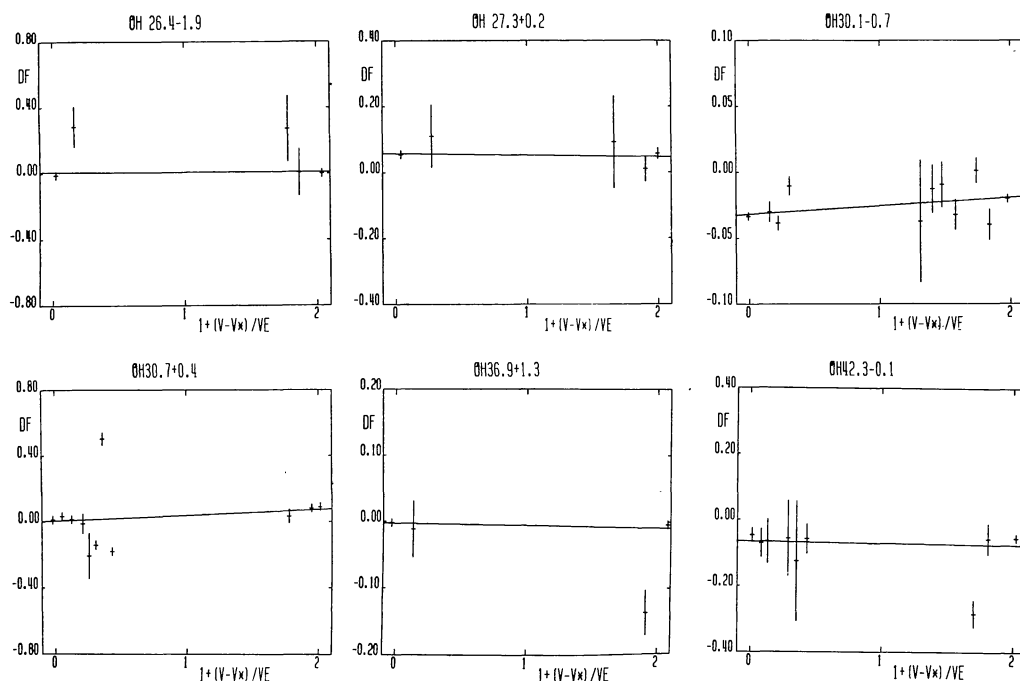 OH 26.4-1.9
0.80
DF
0.40
0.00
-0.40
-0.80
0
1
2
1+(V-V*)/VE
OH 27.3+0.2
0.40
DF
0.20
0.00
-0.20
-0.40
0
1
2
1+(V-V*)/VE
OH30.1-0.7
0.10
DF
0.05
0.00
-0.05
-0.10
0
1
2
1+(V-V*)/VE
OH30.7+0.4
0.80
DF
0.40
0.00
-0.40
-0.80
0
1
2
1+(V-V*)/VE
OH36.9+1.3
0.20
DF
0.10
0.00
-0.10
-0.20
0
1
2
1+(V-V*)/VE
OH42.3-0.1
0.40
DF
0.20
-0.00
-0.20
-0.40
0
1
2
1+(V-V*)/VE